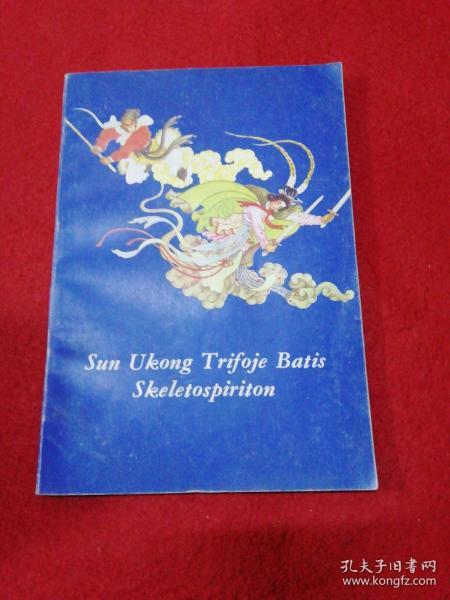 Sun Ukong Trifoje Batis
Skeletospiriton
孔夫子旧书网
www.kongfz.com